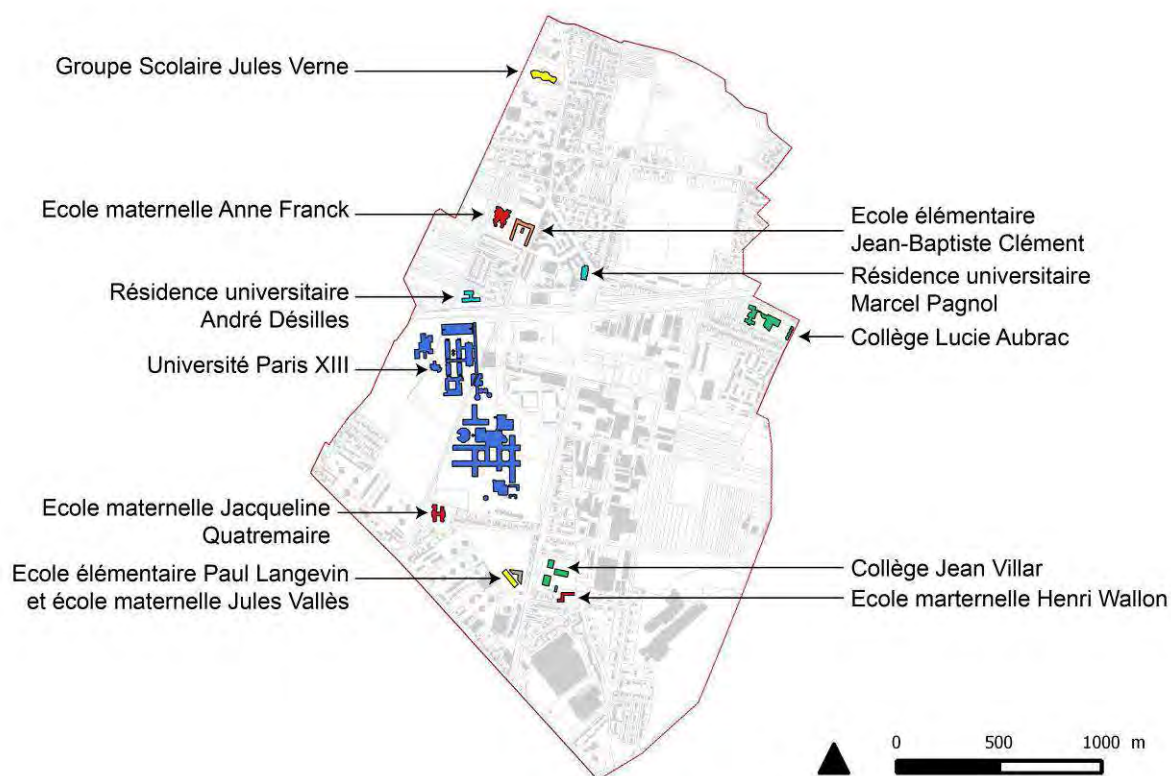 Groupe Scolaire Jules Verne
Ecole maternelle Anne Franck
Résidence universitaire
André Désilles
Université Paris XIII
Ecole maternelle Jacqueline
Quatremaire
Ecole élémentaire Paul Langevin
et école maternelle Jules Vallès
Ecole élémentaire
Jean-Baptiste Clément
Résidence universitaire
Marcel Pagnol
Collège Lucie Aubrac
Collège Jean Villar
Ecole marternelle Henri Wallon
0 500 1000 m